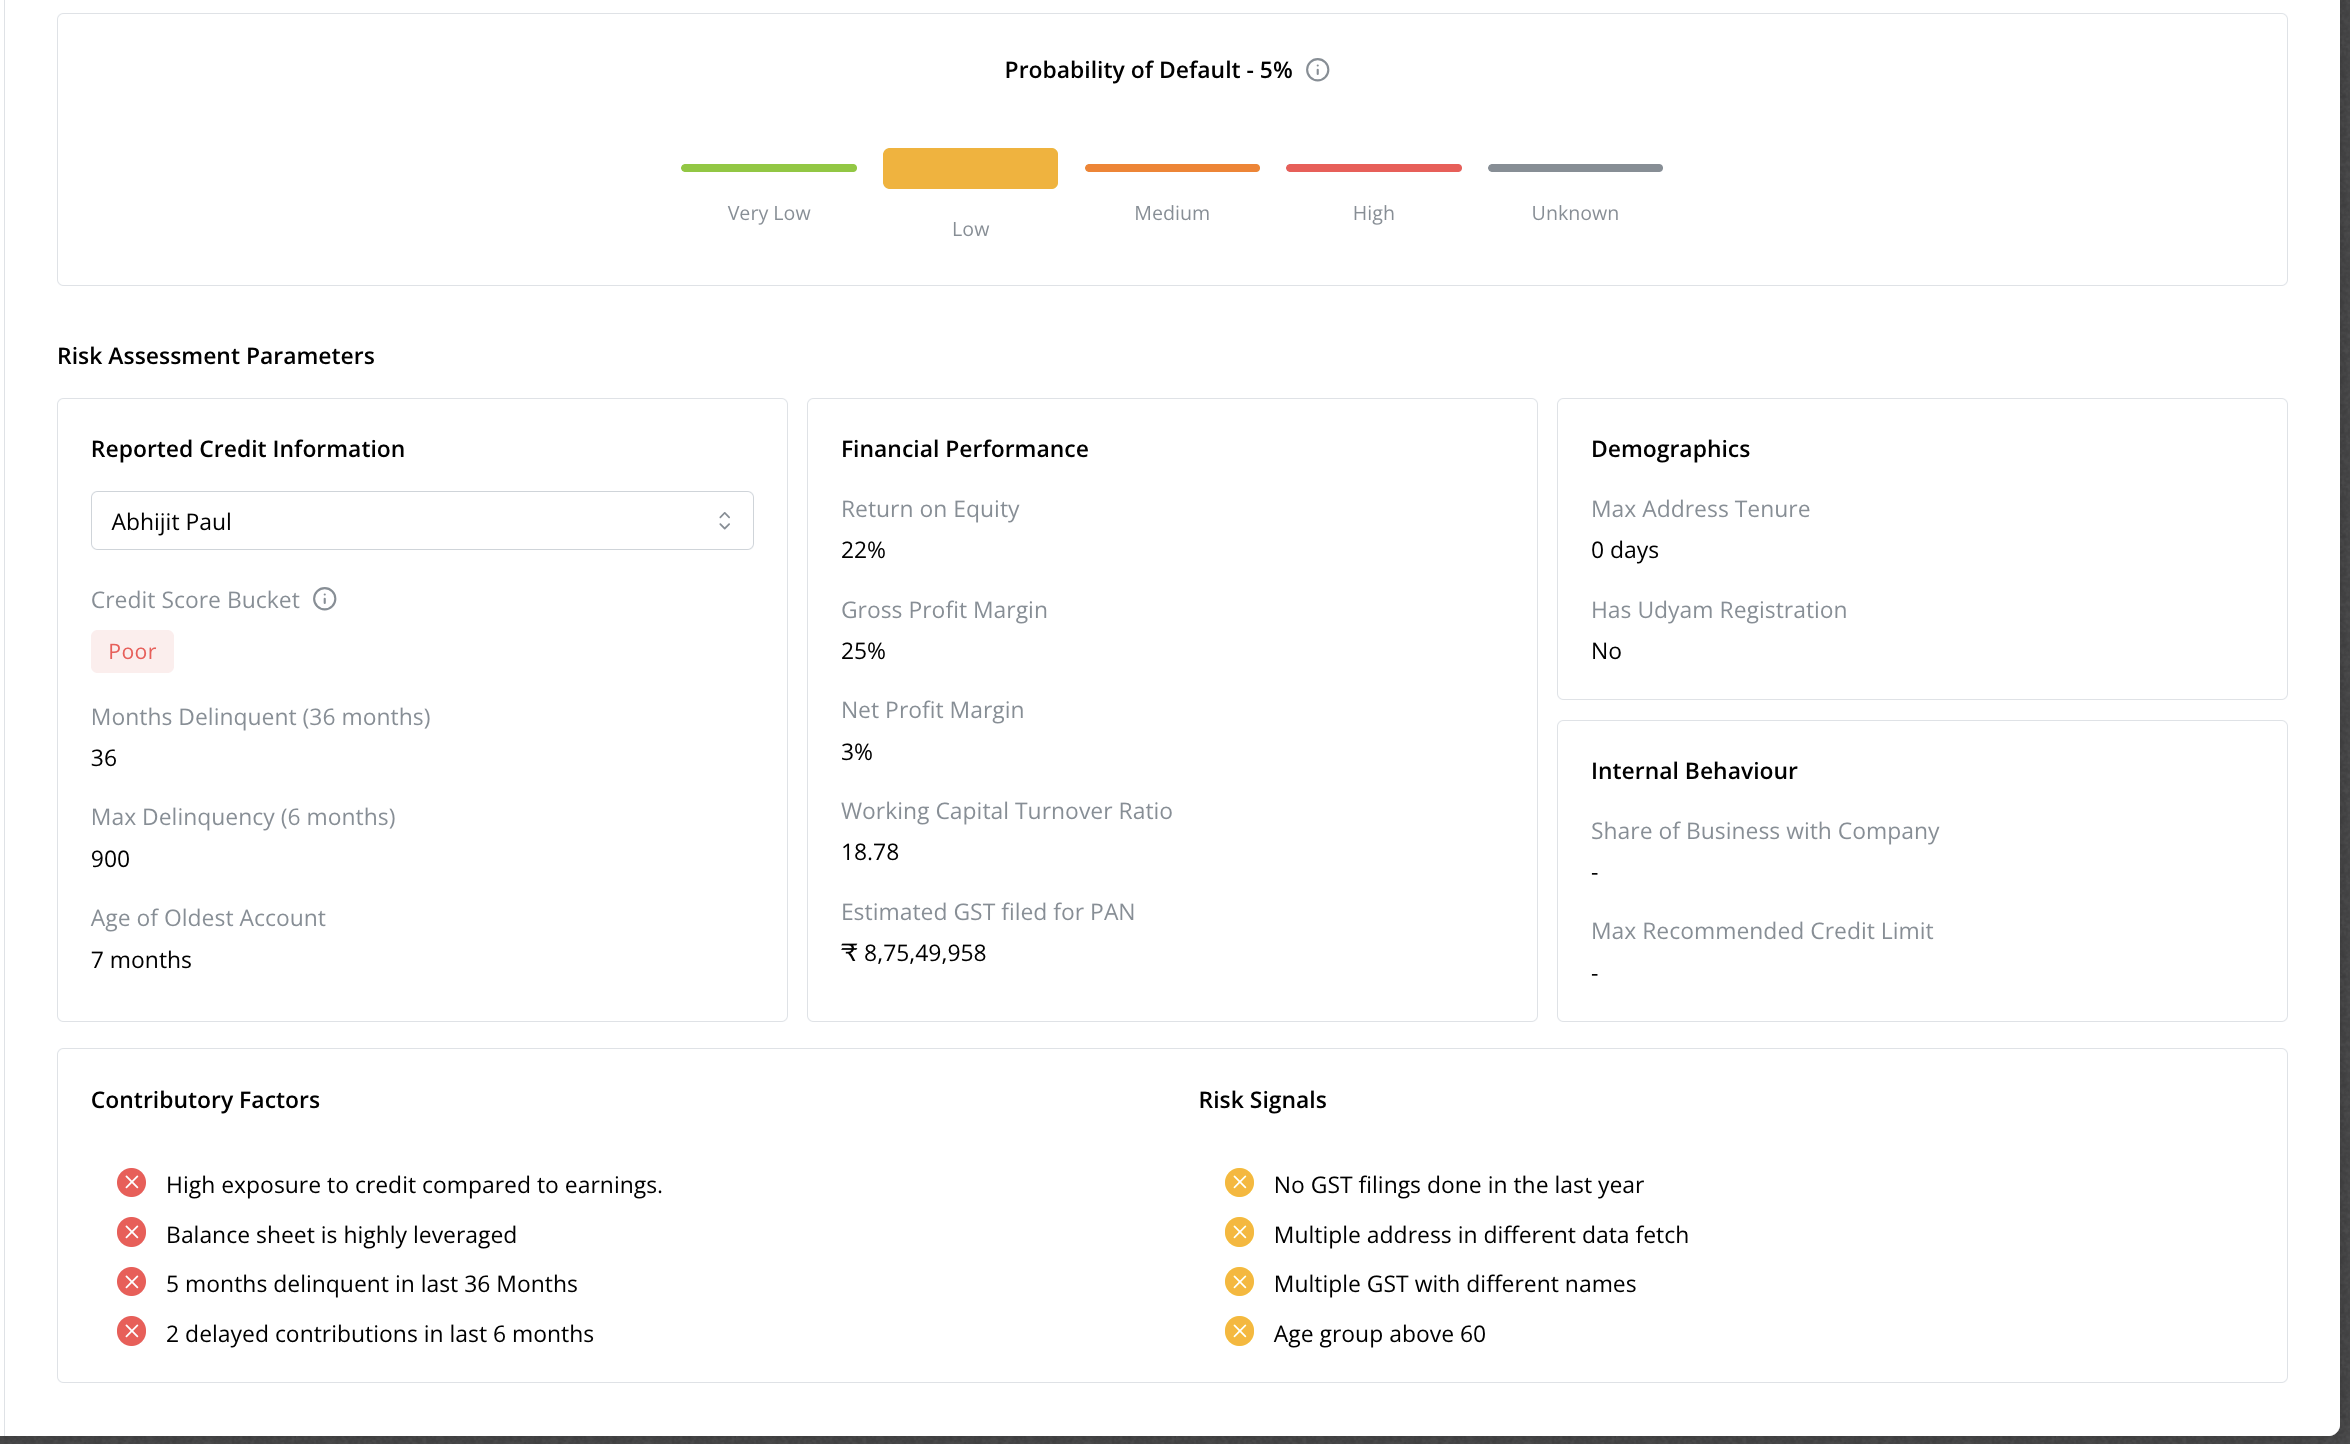 Probability of Default - 5%
Very Low
Low
Medium
High
Unknown
Risk Assessment Parameters
Reported Credit Information
Abhijit Paul
Credit Score Bucket
Poor
Months Delinquent (36 months)
36
Max Delinquency (6 months)
900
Age of Oldest Account
7 months
Financial Performance
Return on Equity
22%
Gross Profit Margin
25%
Net Profit Margin
3%
Working Capital Turnover Ratio
18.78
Estimated GST filed for PAN
₹ 8,75,49,958
Demographics
Max Address Tenure
0 days
Has Udyam Registration
No
Internal Behaviour
Share of Business with Company
-
Max Recommended Credit Limit
-
Contributory Factors
High exposure to credit compared to earnings.
Balance sheet is highly leveraged
5 months delinquent in last 36 Months
2 delayed contributions in last 6 months
Risk Signals
No GST filings done in the last year
Multiple address in different data fetch
Multiple GST with different names
Age group above 60